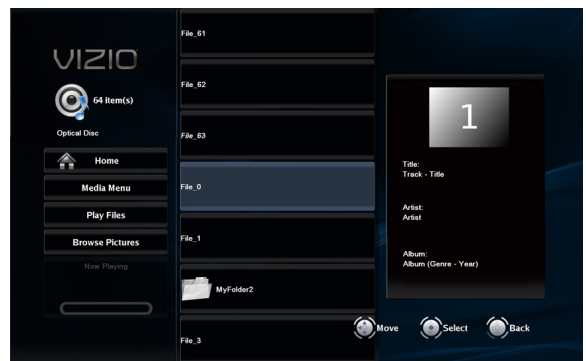 VIZIO
64 item(s)
Optical Disc
Home
Media Menu
Play Files
Browse Pictures
Now Playing
File_61
File_62
File_63
File_0
File_1
MyFolder2
File_3
1
Title:
Track - Title
Artist:
Artist
Album:
Album (Genre - Year)
Move
Select
Back